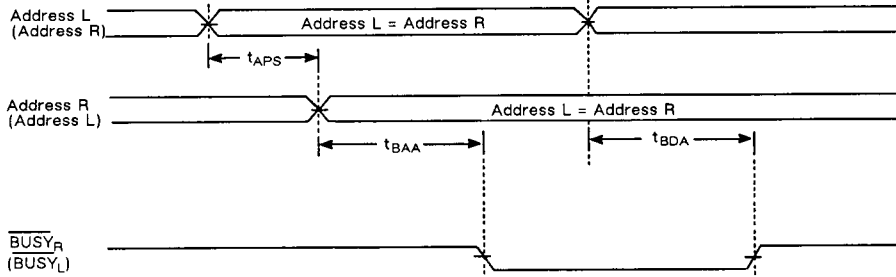 Address L
(Address R)
Address L = Address R
tAPS
Address R
(Address L)
Address L = Address R
tBAA
tBDA
BUSYR
(BUSYL)